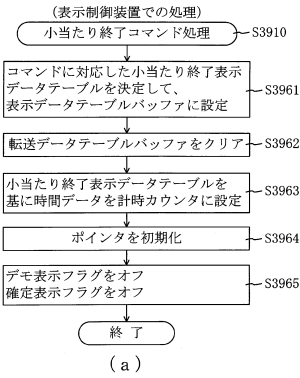 (表示制御装置での処理)
小当たり終了コマンド処理
S3910
コマンドに対応した小当たり終了表示
データテーブルを決定して、
表示データテーブルバッファに設定
S3961
転送データテーブルバッファをクリア
S3962
小当たり終了表示データテーブルを
基に時間データを計時カウンタに設定
S3963
ポインタを初期化
S3964
デモ表示フラグをオフ
確定表示フラグをオフ
S3965
終 了
(a)